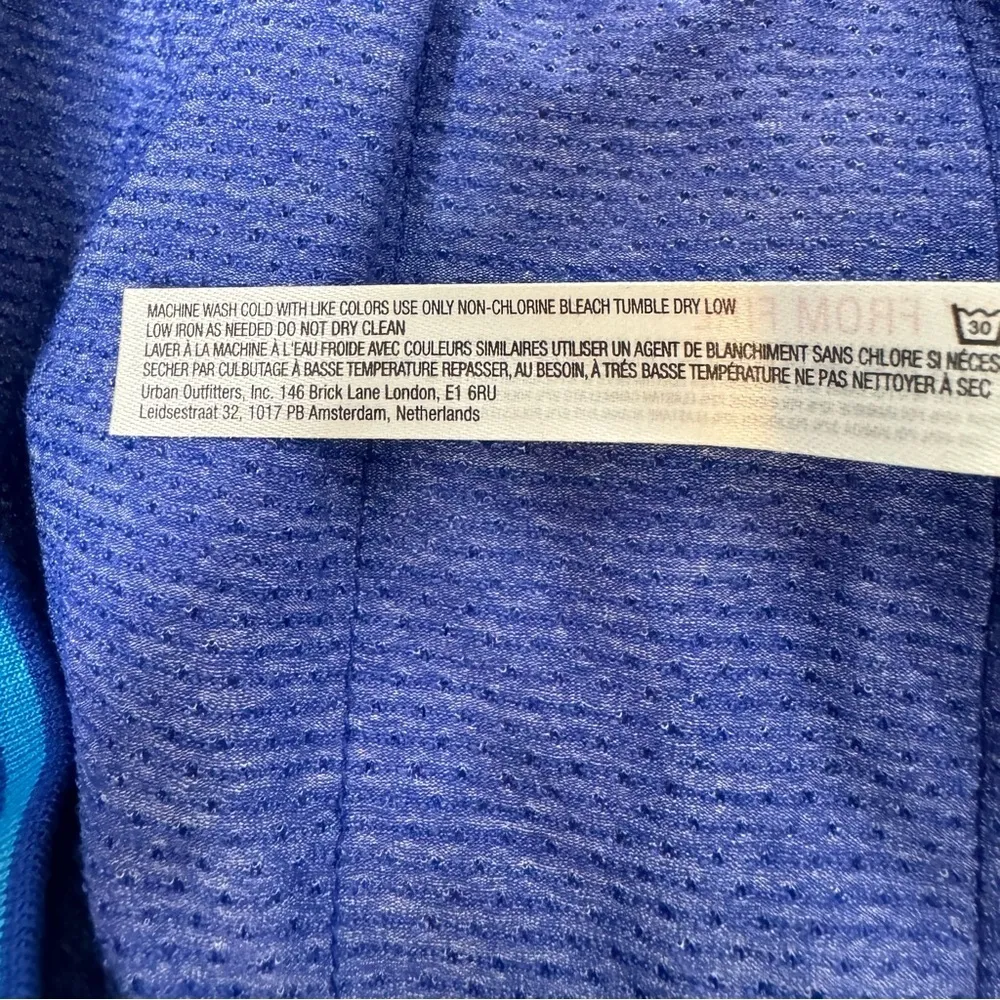 MACHINE WASH COLD WITH LIKE COLORS USE ONLY NON-CHLORINE BLEACH TUMBLE DRY LOW
LOW IRON AS NEEDED DO NOT DRY CLEAN
LAVER À LA MACHINE À L'EAU FROIDE AVEC COULEURS SIMILAIRES UTILISER UN AGENT DE BLANCHIMENT SANS CHLORE SI NÉCES
SECHER PAR CULBUTAGE À BASSE TEMPÉRATURE REPASSER, AU BESOIN, À TRÉS BASSE TEMPÉRATURE NE PAS NETTOYER À SEC
Urban Outfitters, Inc. 146 Brick Lane London, E1 6RU
Leidsestraat 32, 1017 PB Amsterdam, Netherlands
30
FROM